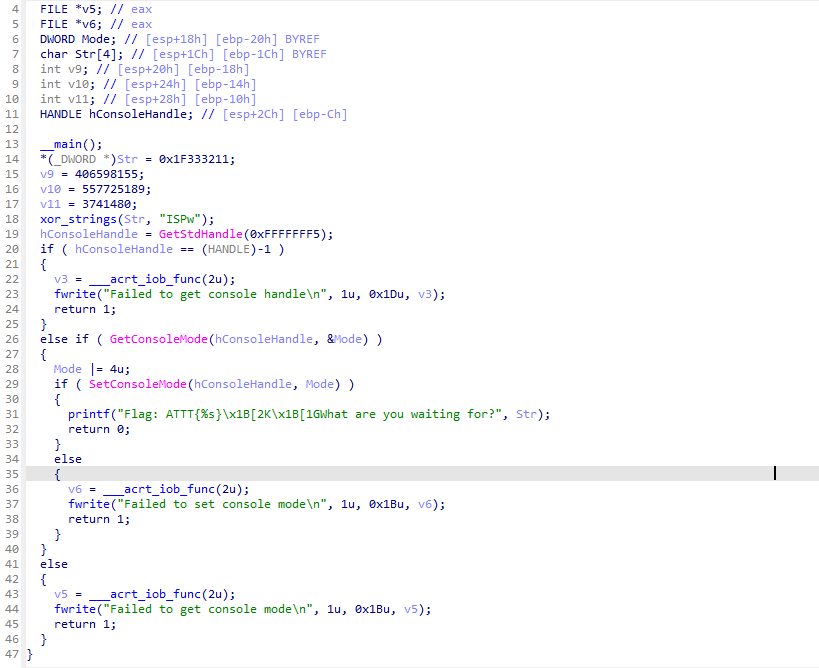 4 FILE *v5; // eax
5 FILE *v6; // eax
6 DWORD Mode; // [esp+18h] [ebp-20h] BYREF
7 char Str[4]; // [esp+1Ch] [ebp-1Ch] BYREF
8 int v9; // [esp+20h] [ebp-18h]
9 int v10; // [esp+24h] [ebp-14h]
10 int v11; // [esp+28h] [ebp-10h]
11 HANDLE hConsoleHandle; // [esp+2Ch] [ebp-Ch]
12
13 __main();
14 *(_DWORD *)Str = 0x1F333211;
15 v9 = 406598155;
16 v10 = 557725189;
17 v11 = 3741480;
18 xor_strings(Str, "ISPw");
19 hConsoleHandle = GetStdHandle(0xFFFFFFF5);
20 if ( hConsoleHandle == (HANDLE)-1 )
21 {
22 v3 = ___acrt_iob_func(2u);
23 fwrite("Failed to get console handle\n", 1u, 0x1Du, v3);
24 return 1;
25 }
26 else if ( GetConsoleMode(hConsoleHandle, &Mode) )
27 {
28 Mode |= 4u;
29 if ( SetConsoleMode(hConsoleHandle, Mode) )
30 {
31 printf("Flag: ATTT{%s}\x1B[2K\x1B[1GWhat are you waiting for?", Str);
32 return 0;
33 }
34 else
35 {
36 v6 = ___acrt_iob_func(2u);
37 fwrite("Failed to set console mode\n", 1u, 0x1Bu, v6);
38 return 1;
39 }
40 }
41 else
42 {
43 v5 = ___acrt_iob_func(2u);
44 fwrite("Failed to get console mode\n", 1u, 0x1Bu, v5);
45 return 1;
46 }
47 }